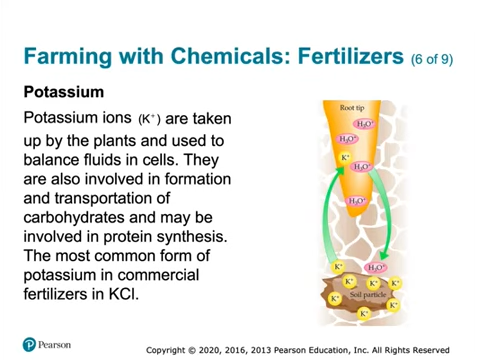 Farming with Chemicals: Fertilizers (6 of 9)
Potassium
Potassium ions (K⁺) are taken
up by the plants and used to
balance fluids in cells. They
are also involved in formation
and transportation of
carbohydrates and may be
involved in protein synthesis.
The most common form of
potassium in commercial
fertilizers in KCl.
Root tip
H₃O⁺
H₃O⁺
K⁺
H₃O⁺
H₃O⁺
K⁺
H₃O⁺
K⁺
K⁺
K⁺
Soil particle
K⁺
K⁺
K⁺
Pearson
Copyright © 2020, 2016, 2013 Pearson Education, Inc. All Rights Reserved